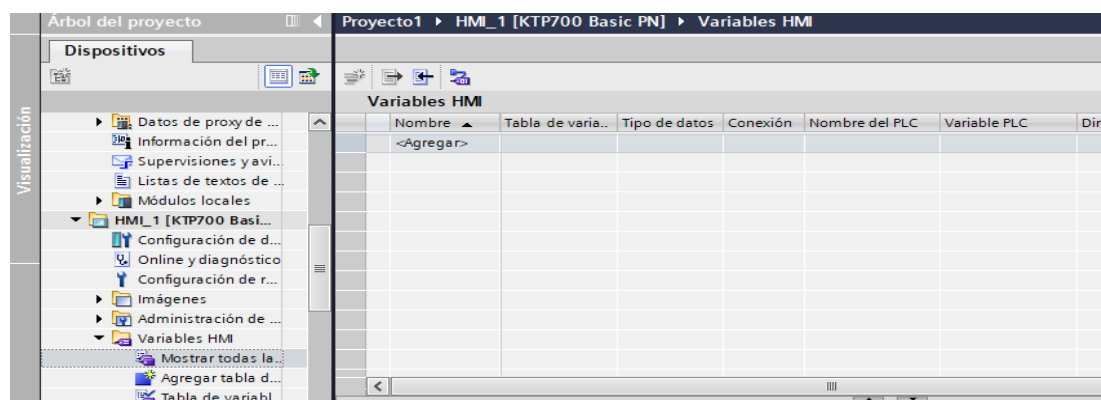 Árbol del proyecto
Proyecto1 ▸ HMI_1 [KTP700 Basic PN] ▸ Variables HMI
Dispositivos
Visualización
Variables HMI
Nombre Tabla de varia... Tipo de datos Conexión Nombre del PLC Variable PLC Dir
<Agregar>
Datos de proxy de ...
Información del pr...
Supervisiones y avi...
Listas de textos de ...
Módulos locales
HMI_1 [KTP700 Basi...
Configuración de d...
Online y diagnóstico
Configuración de r...
Imágenes
Administración de ...
Variables HMI
Mostrar todas la...
Agregar tabla d...
Tabla de variabl...